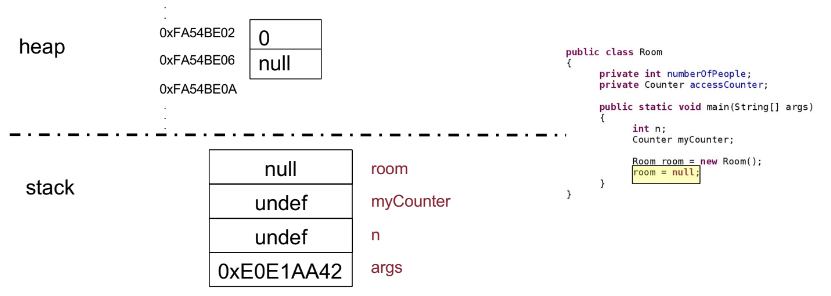 heap
0xFA54BE02 0
0xFA54BE06 null
0xFA54BE0A
stack
null room
undef myCounter
undef n
0xE0E1AA42 args
public class Room
{
private int numberOfPeople;
private Counter accessCounter;
public static void main(String[] args)
{
int n;
Counter myCounter;
Room room = new Room();
room = null;
}
}